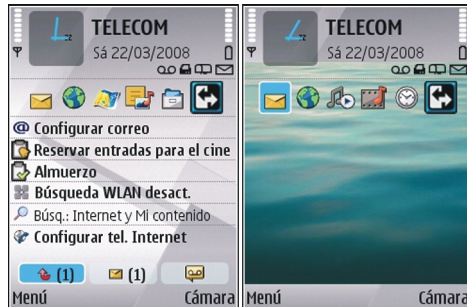 TELECOM
Sá 22/03/2008
@ Configurar correo
Reservar entradas para el cine
Almuerzo
Búsqueda WLAN desact.
Búsq.: Internet y Mi contenido
Configurar tel. Internet
(1)
(1)
Menú
Cámara
TELECOM
Sá 22/03/2008
Menú
Cámara